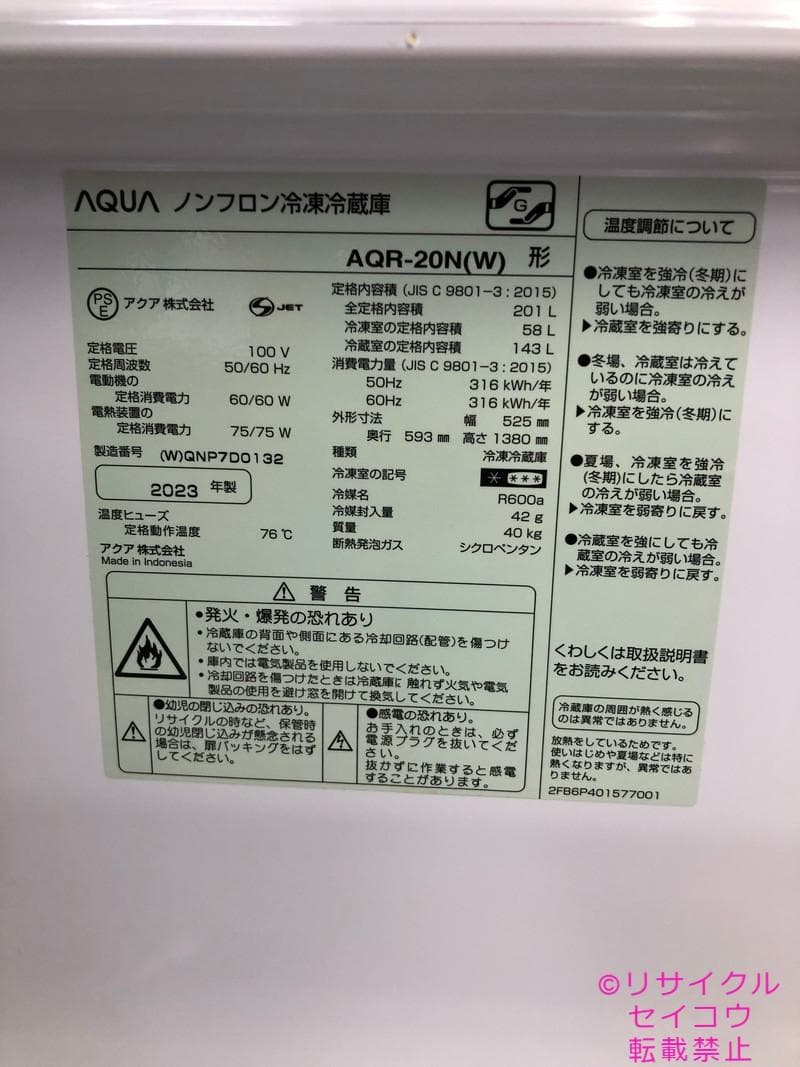 AQUA ノンフロン冷凍冷蔵庫
G
AQR-20N(W) 形
PS
E
アクア 株式会社
S JET
定格電圧 100 V
定格周波数 50/60 Hz
電動機の
定格消費電力 60/60 W
電熱装置の
定格消費電力 75/75 W
製造番号 (W)QNP7D0132
2023 年製
温度ヒューズ
定格動作温度 76 ℃
アクア 株式会社
Made in Indonesia
定格内容積 (JIS C 9801-3 : 2015)
全定格内容積 201 L
冷凍室の定格内容積 58 L
冷蔵室の定格内容積 143 L
消費電力量 (JIS C 9801-3 : 2015)
50Hz 316 kWh/年
60Hz 316 kWh/年
外形寸法 幅 525 ㎜
奥行 593 ㎜ 高さ 1380 ㎜
種類 冷凍冷蔵庫
冷凍室の記号 * ***
冷媒名 R600a
冷媒封入量 42 g
質量 40 kg
断熱発泡ガス シクロペンタン
⚠ 警告
•発火・爆発の恐れあり
•冷蔵庫の背面や側面にある冷却回路(配管)を傷つけ
ないでください。
•庫内では電気製品を使用しないでください。
•冷却回路を傷つけたときは冷蔵庫に触れず火気や電気
製品の使用を避け窓を開けて換気してください。
●幼児の閉じ込みの恐れあり。
リサイクルの時など、保管時
の幼児閉じ込みが懸念される
場合は、扉パッキングをはず
してください。
●感電の恐れあり。
お手入れのときは、必ず
電源プラグを抜いてくだ
さい。
抜かずに作業すると感電
することがあります。
温度調節について
●冷凍室を強冷(冬期)に
しても冷凍室の冷えが
弱い場合。
▶冷蔵室を強寄りにする。
●冬場、冷蔵室は冷えて
いるのに冷凍室の冷え
が弱い場合。
▶冷凍室を強冷(冬期)に
する。
●夏場、冷凍室を強冷
(冬期)にしたら冷蔵室
の冷えが弱い場合。
▶冷凍室を弱寄りに戻す。
●冷蔵室を強にしても冷
蔵室の冷えが弱い場合。
▶冷凍室を弱寄りに戻す。
くわしくは取扱説明書
をお読みください。
冷蔵庫の周囲が熱く感じる
のは異常ではありません。
放熱をしているためです。
使いはじめや夏場などは特に
熱くなりますが、異常ではあ
りません。
2FB6P401577001
©リサイクル
セイコウ
転載禁止